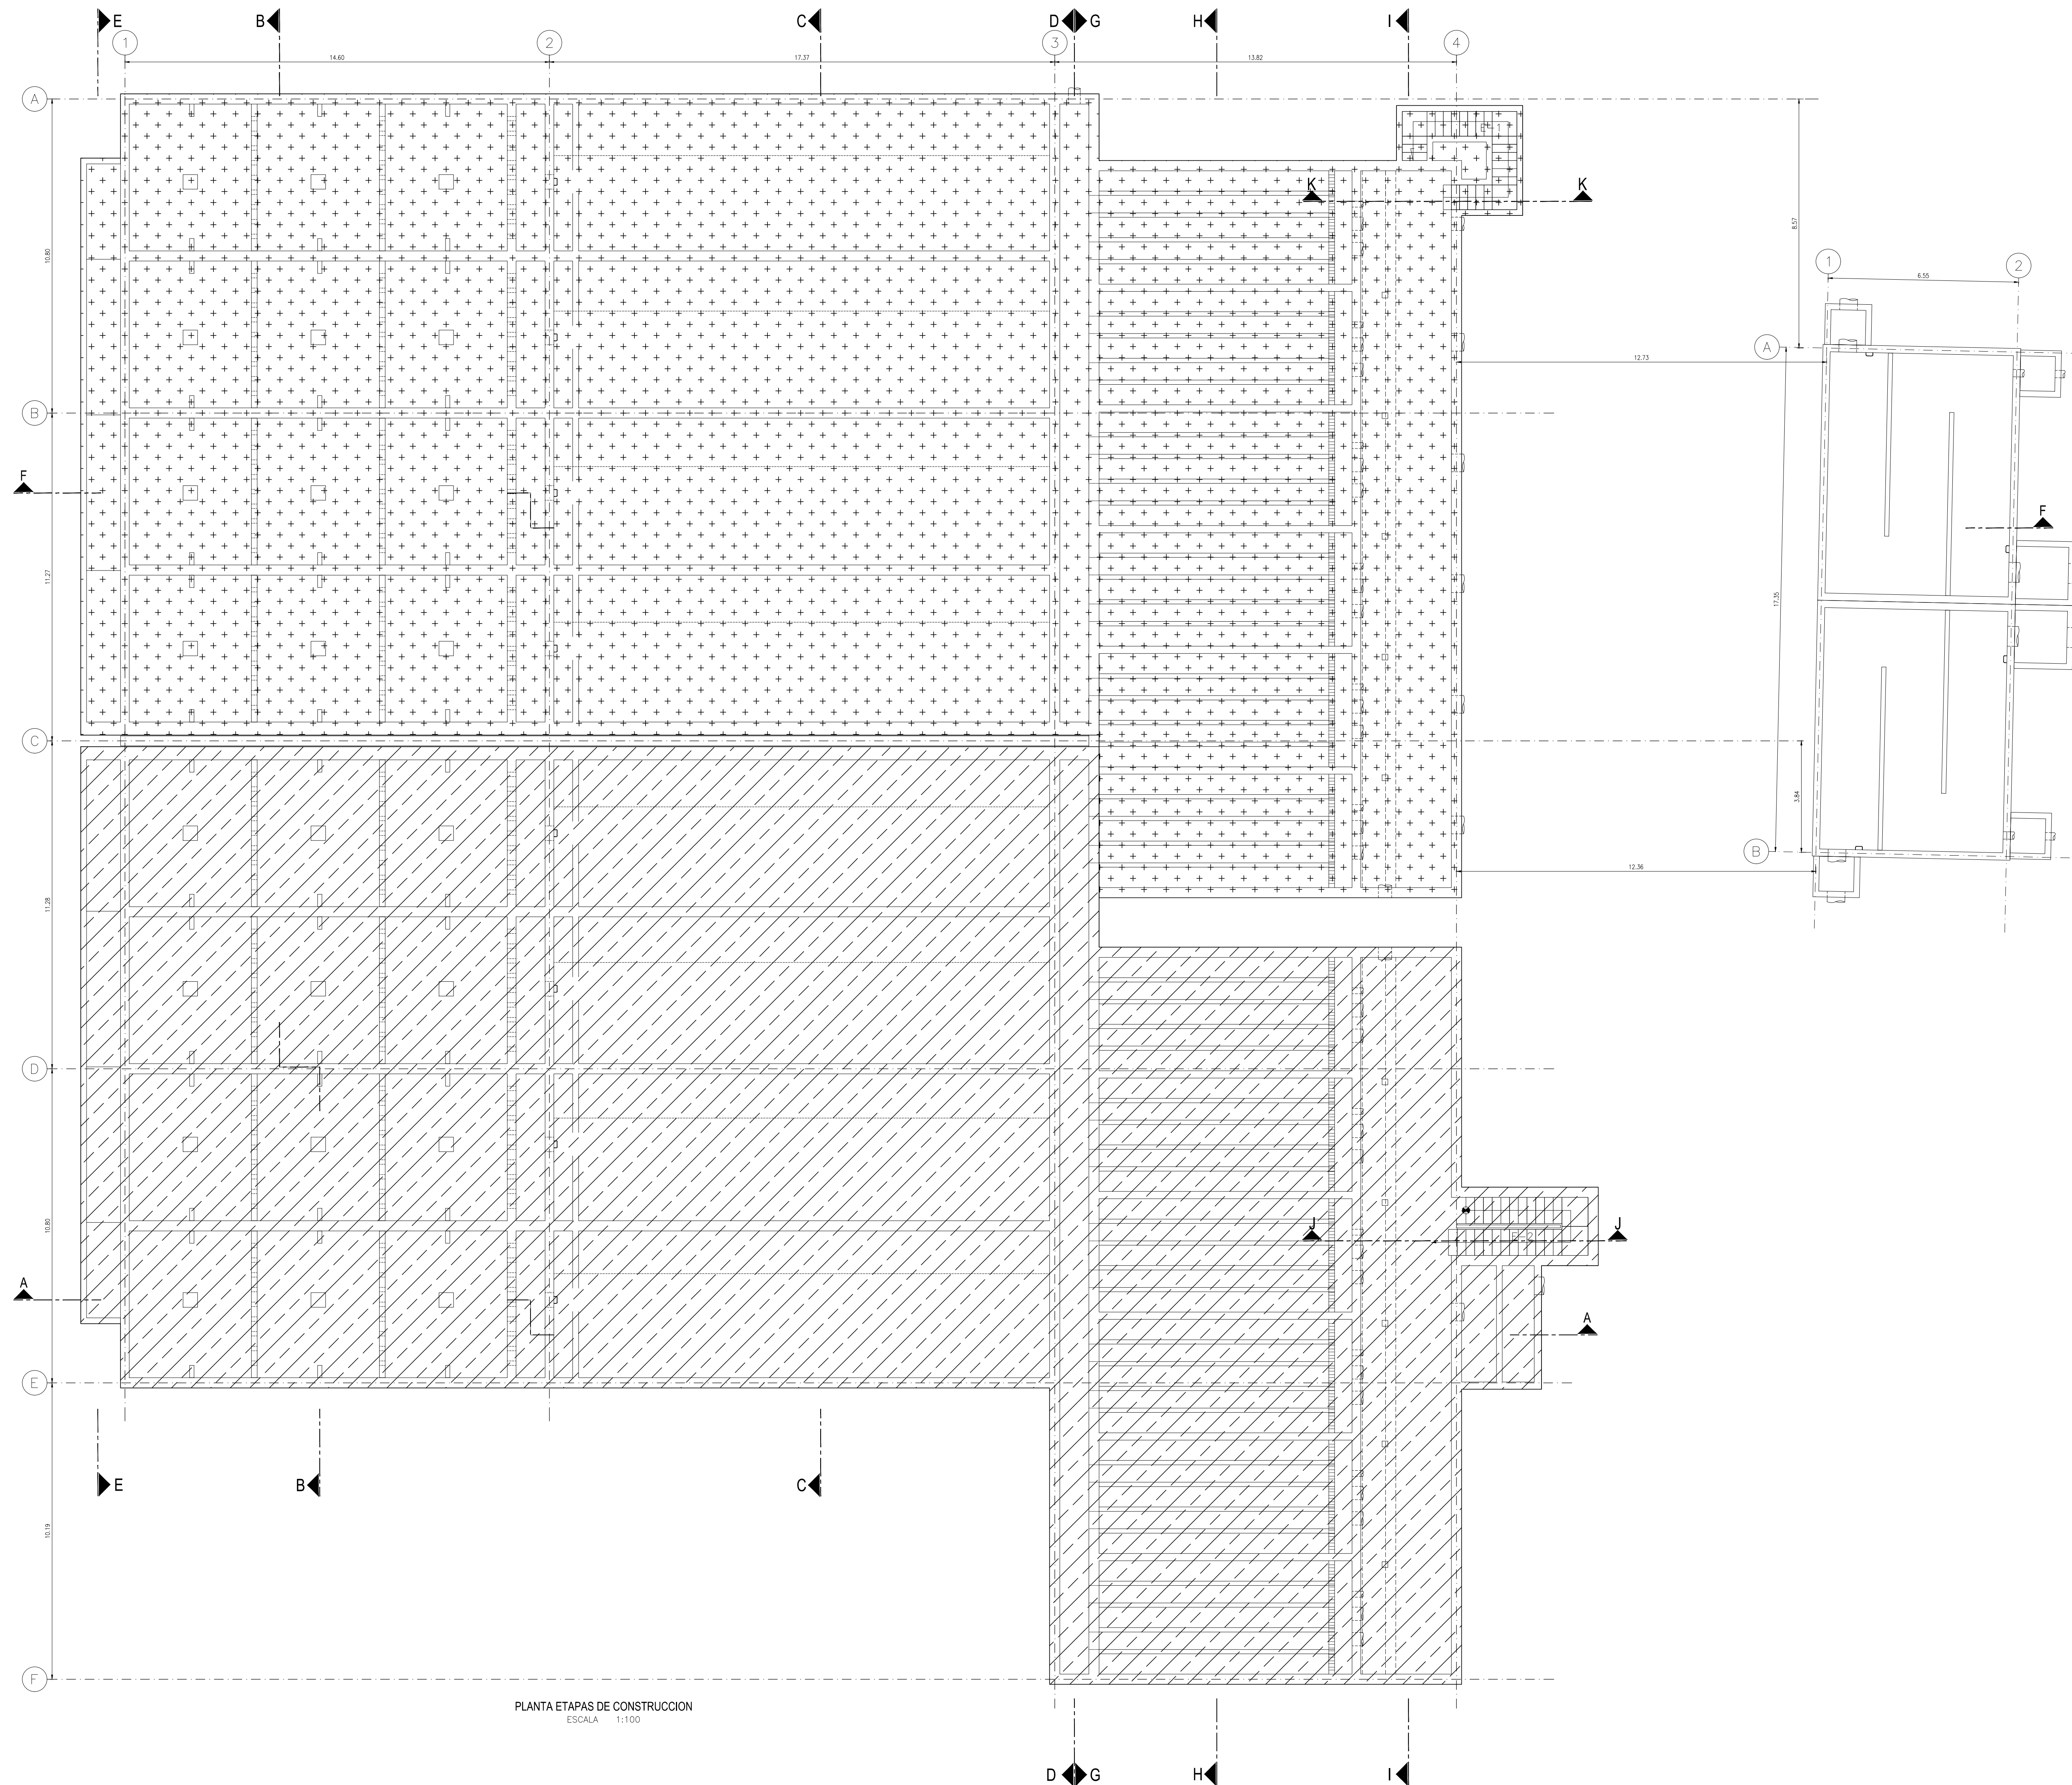 E B C D G H I
1 2 3 4
14.60 17.37 13.82
A
E-1
K K
8.57
10.80
1 2
6.55
A
12.73
B
F
F
11.27
17.35
C
3.84
B
12.36
11.28
D
10.80
J J
E-2
A
A
E
E B C
10.19
F
PLANTA ETAPAS DE CONSTRUCCION
ESCALA 1:100
D G H I